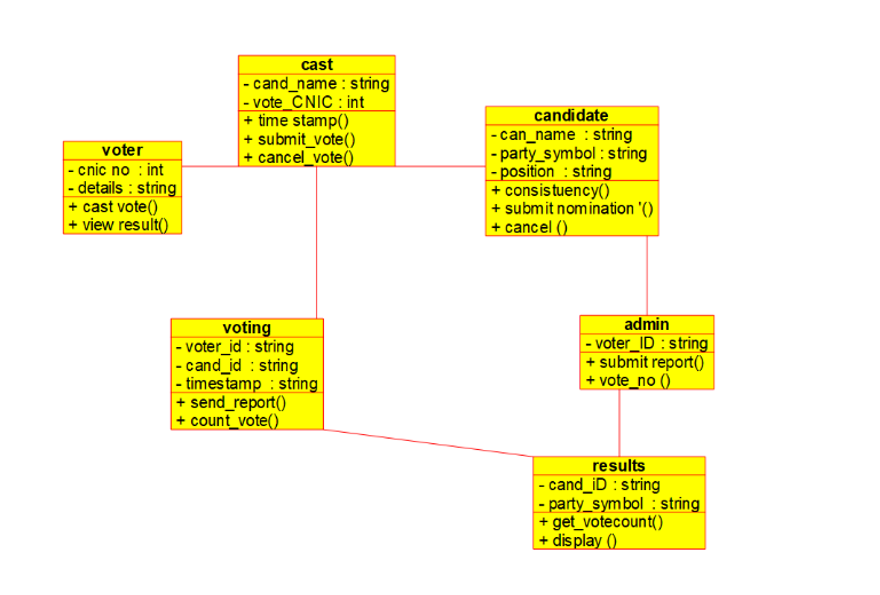 cast
- cand_name : string
- vote_CNIC : int
+ time stamp()
+ submit_vote()
+ cancel_vote()
candidate
- can_name : string
- party_symbol : string
- position : string
+ consistuency()
+ submit nomination '()
+ cancel ()
voter
- cnic no : int
- details : string
+ cast vote()
+ view result()
voting
- voter_id : string
- cand_id : string
- timestamp : string
+ send_report()
+ count_vote()
admin
- voter_ID : string
+ submit report()
+ vote_no ()
results
- cand_iD : string
- party_symbol : string
+ get_votecount()
+ display ()